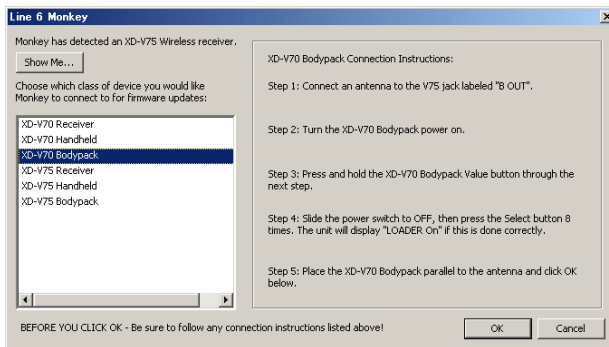 Line 6 Monkey
Monkey has detected an XD-V75 Wireless receiver.
Show Me...
Choose which class of device you would like
Monkey to connect to for firmware updates:
XD-V70 Receiver
XD-V70 Handheld
XD-V70 Bodypack
XD-V75 Receiver
XD-V75 Handheld
XD-V75 Bodypack
XD-V70 Bodypack Connection Instructions:
Step 1: Connect an antenna to the V75 jack labeled "B OUT".
Step 2: Turn the XD-V70 Bodypack power on.
Step 3: Press and hold the XD-V70 Bodypack Value button through the
next step.
Step 4: Slide the power switch to OFF, then press the Select button 8
times. The unit will display "LOADER On" if this is done correctly.
Step 5: Place the XD-V70 Bodypack parallel to the antenna and click OK
below.
BEFORE YOU CLICK OK - Be sure to follow any connection instructions listed above!
OK
Cancel